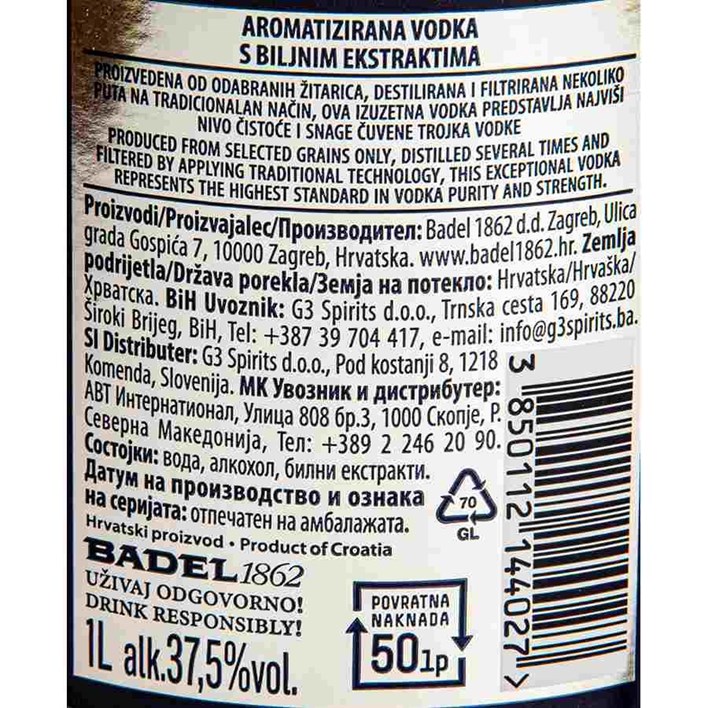 AROMATIZIRANA VODKA
S BILJNIM EKSTRAKTIMA
PROIZVEDENA OD ODABRANIH ŽITARICA, DESTILIRANA I FILTRIRANA NEKOLIKO
PUTA NA TRADICIONALAN NAČIN, OVA IZUZETNA VODKA PREDSTAVLJA NAJVIŠI
NIVO ČISTOĆE I SNAGE ČUVENE TROJKA VODKE
PRODUCED FROM SELECTED GRAINS ONLY, DISTILLED SEVERAL TIMES AND
FILTERED BY APPLYING TRADITIONAL TECHNOLOGY, THIS EXCEPTIONAL VODKA
REPRESENTS THE HIGHEST STANDARD IN VODKA PURITY AND STRENGTH.
Proizvodi/Proizvajalec/Производител: Badel 1862 d.d. Zagreb, Ulica
grada Gospića 7, 10000 Zagreb, Hrvatska. www.badel1862.hr. Zemlja
podrijetla/Država porekla/Земја на потекло: Hrvatska/Hrvaška/
Хрватска. BiH Uvoznik: G3 Spirits d.o.o., Trnska cesta 169, 88220
Široki Brijeg, BiH, Tel: +387 39 704 417, e-mail: info@g3spirits.ba.
SI Distributer: G3 Spirits d.o.o., Pod kostanji 8, 1218
Komenda, Slovenija. МК Увозник и дистрибутер:
АВТ Интернатионал, Улица 808 бр.3, 1000 Скопје, Р.
Северна Македонија, Тел: +389 2 246 20 90.
Состојки: вода, алкохол, билни екстракти.
Датум на производство и ознака
на серијата: отпечатен на амбалажата.
Hrvatski proizvod • Product of Croatia
70
GL
BADEL 1862
UŽIVAJ ODGOVORNO!
DRINK RESPONSIBLY!
1L alk.37,5%vol.
POVRATNA
NAKNADA
50lp
3 850112 144027 >